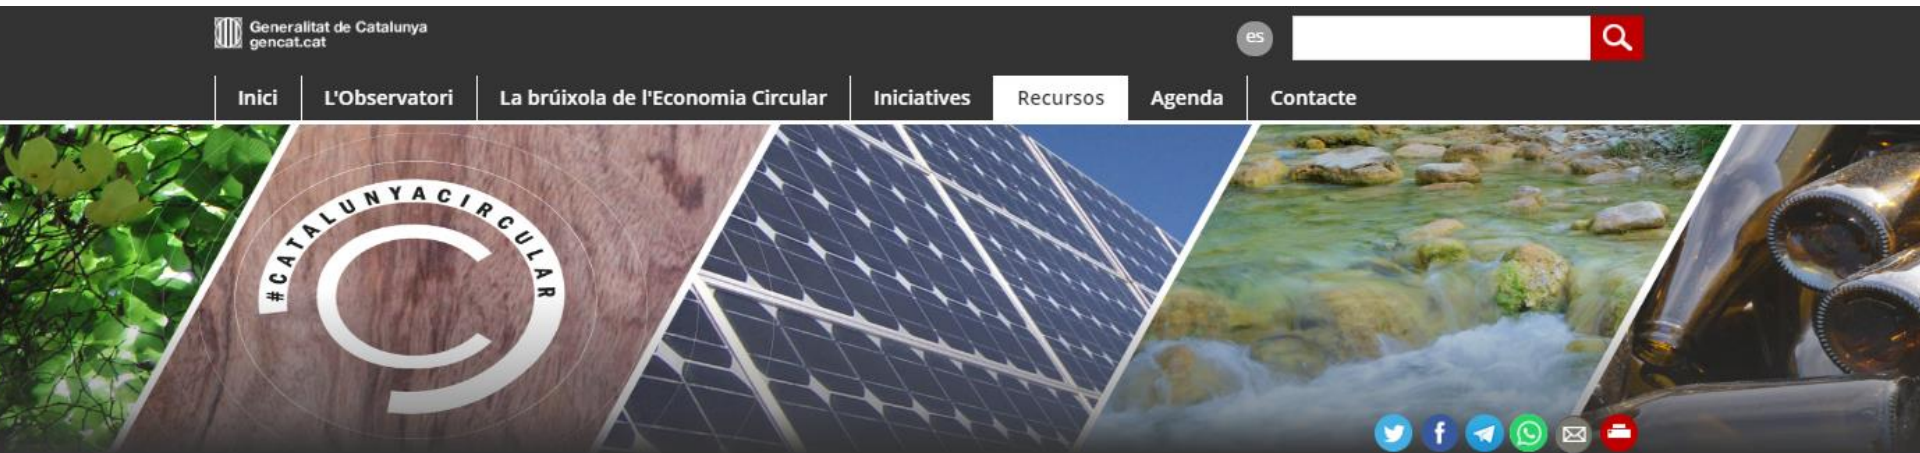 Generalitat de Catalunya
gencat.cat
es
Inici
L'Observatori
La brúixola de l'Economia Circular
Iniciatives
Recursos
Agenda
Contacte
#CATALUNYACIRCULAR